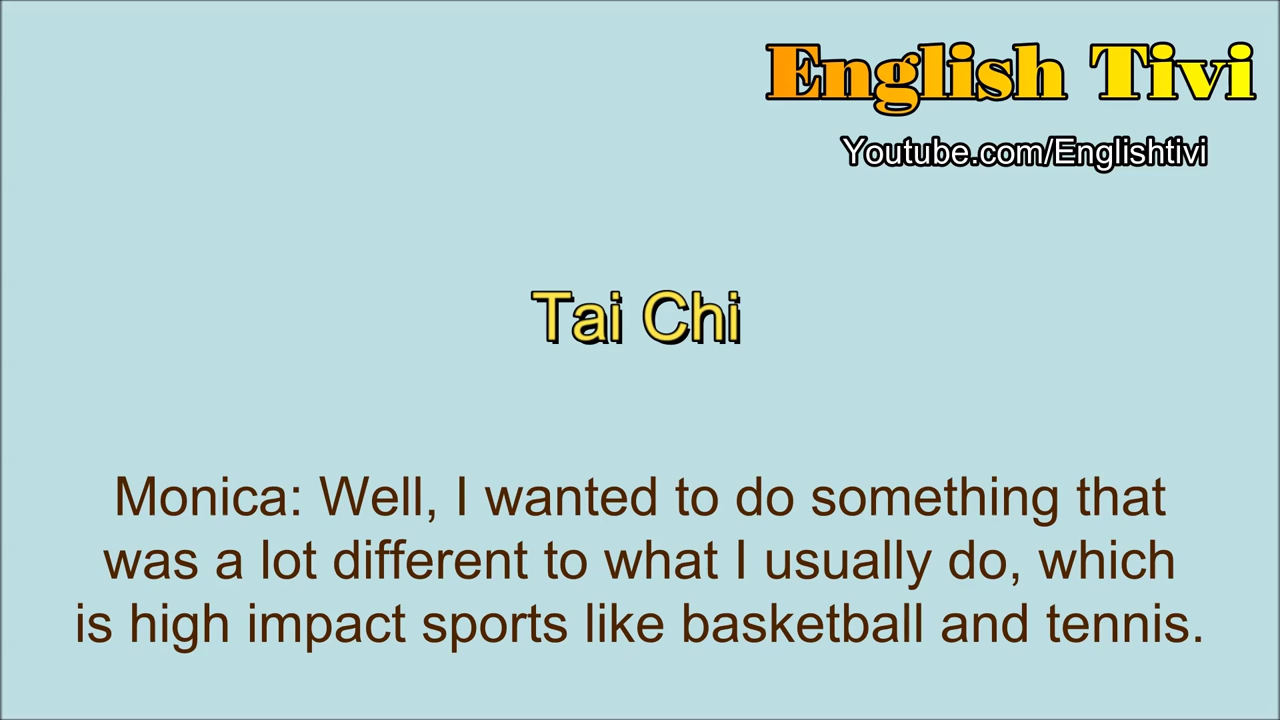 English Tivi
Youtube.com/Englishtivi
Tai Chi
Monica: Well, I wanted to do something that
was a lot different to what I usually do, which
is high impact sports like basketball and tennis.